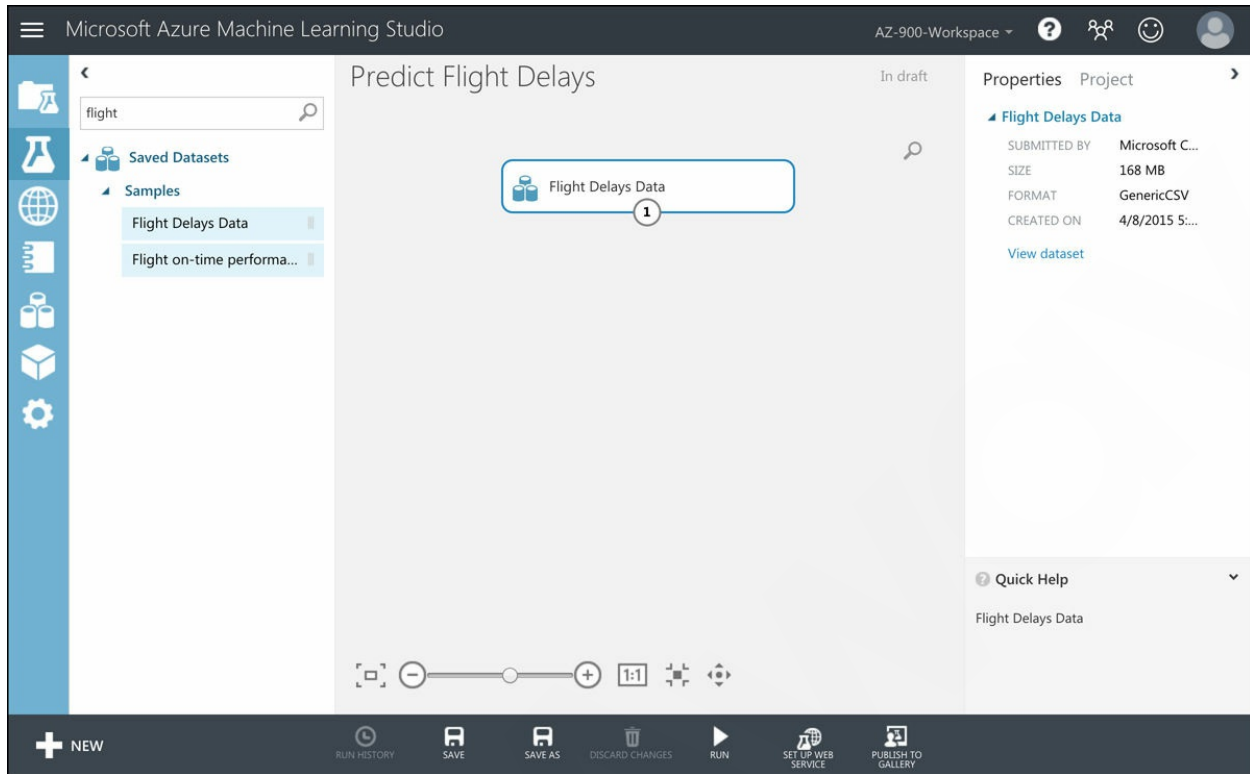 Microsoft Azure Machine Learning Studio
AZ-900-Workspace
?
flight
Saved Datasets
Samples
Flight Delays Data
Flight on-time performa...
Predict Flight Delays
In draft
Flight Delays Data
1
Properties Project
Flight Delays Data
SUBMITTED BY Microsoft C...
SIZE 168 MB
FORMAT GenericCSV
CREATED ON 4/8/2015 5:...
View dataset
? Quick Help
Flight Delays Data
1:1
NEW
RUN HISTORY
SAVE
SAVE AS
DISCARD CHANGES
RUN
SET UP WEB
SERVICE
PUBLISH TO
GALLERY